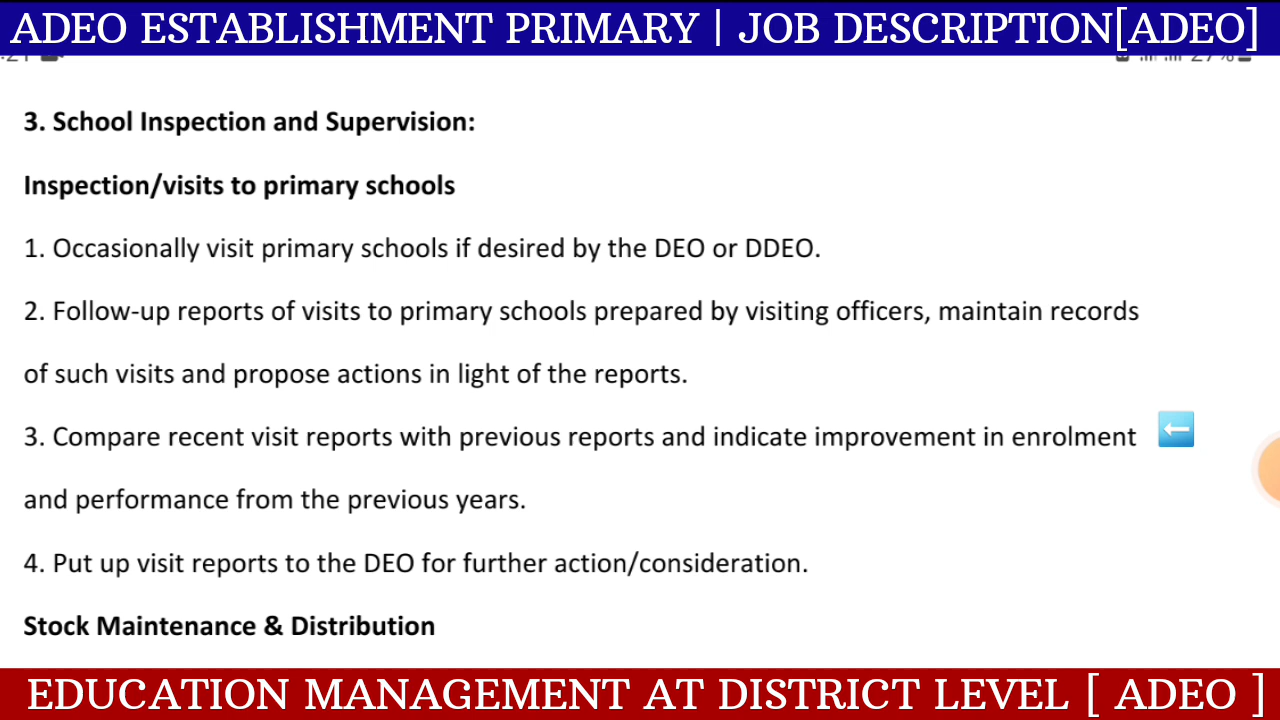 ADEO ESTABLISHMENT PRIMARY | JOB DESCRIPTION[ADEO]
3. School Inspection and Supervision:
Inspection/visits to primary schools
1. Occasionally visit primary schools if desired by the DEO or DDEO.
2. Follow-up reports of visits to primary schools prepared by visiting officers, maintain records
of such visits and propose actions in light of the reports.
3. Compare recent visit reports with previous reports and indicate improvement in enrolment
and performance from the previous years.
4. Put up visit reports to the DEO for further action/consideration.
Stock Maintenance & Distribution
EDUCATION MANAGEMENT AT DISTRICT LEVEL [ ADEO ]